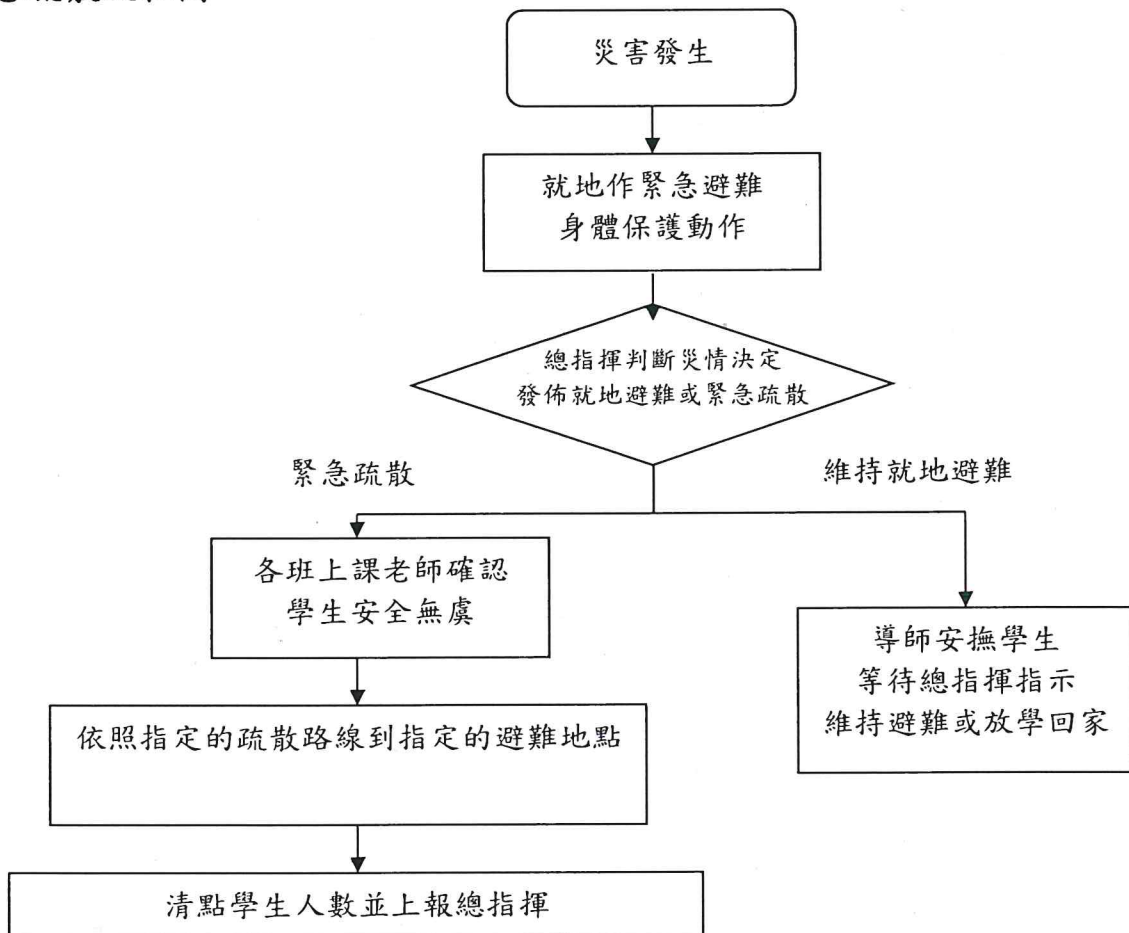 災害發生
就地作緊急避難
身體保護動作
總指揮判斷災情決定
發佈就地避難或緊急疏散
緊急疏散
維持就地避難
各班上課老師確認
學生安全無虞
導師安撫學生
等待總指揮指示
維持避難或放學回家
依照指定的疏散路線到指定的避難地點
清點學生人數並上報總指揮